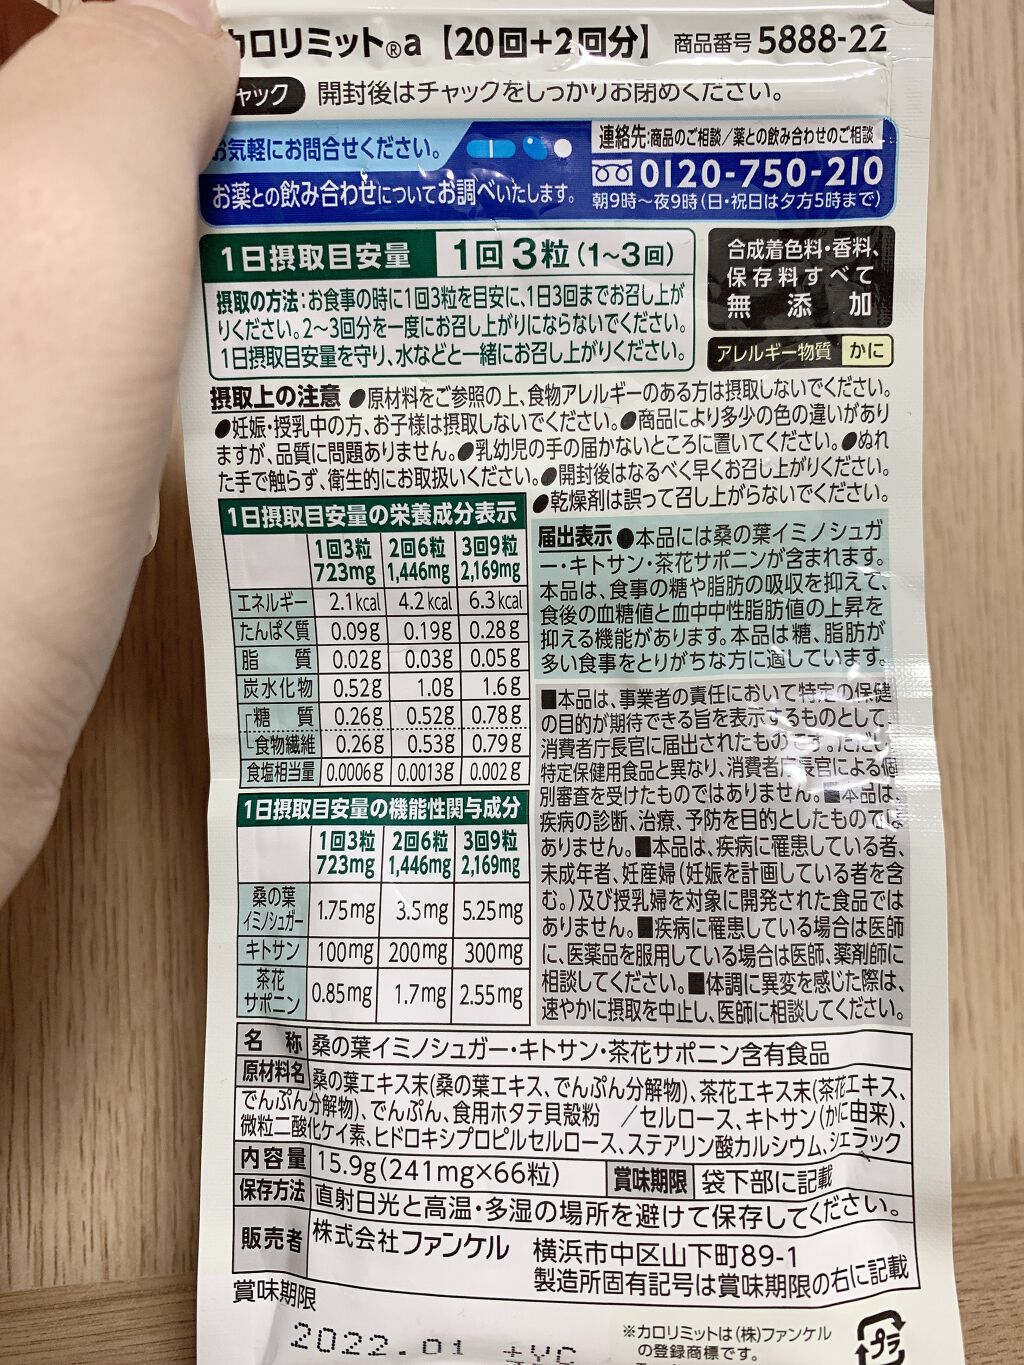 カロリミット®a【20回+2回分】 商品番号 5888-22
チャック 開封後はチャックをしっかりお閉めください。
お気軽にお問合せください。
お薬との飲み合わせについてお調べいたします。
連絡先:商品のご相談/薬との飲み合わせのご相談
0120-750-210
朝9時～夜9時(日・祝日は夕方5時まで)
1日摂取目安量 1回3粒(1～3回)
摂取の方法:お食事の時に1回3粒を目安に、1日3回までお召し上が
りください。2～3回分を一度にお召し上がりにならないでください。
1日摂取目安量を守り、水などと一緒にお召し上がりください。
合成着色料・香料、
保存料すべて
無添加
アレルギー物質 かに
摂取上の注意 ●原材料をご参照の上、食物アレルギーのある方は摂取しないでください。
●妊娠・授乳中の方、お子様は摂取しないでください。●商品により多少の色の違いがあり
ますが、品質に問題ありません。●乳幼児の手の届かないところに置いてください。●ぬれ
た手で触らず、衛生的にお取扱いください。●開封後はなるべく早くお召し上がりください。
●乾燥剤は誤って召し上がらないでください。
1日摂取目安量の栄養成分表示
1回3粒 2回6粒 3回9粒
723mg 1,446mg 2,169mg
エネルギー 2.1kcal 4.2kcal 6.3kcal
たんぱく質 0.09g 0.19g 0.28g
脂質 0.02g 0.03g 0.05g
炭水化物 0.52g 1.0g 1.6g
糖質 0.26g 0.52g 0.78g
食物繊維 0.26g 0.53g 0.79g
食塩相当量 0.0006g 0.0013g 0.002g
1日摂取目安量の機能性関与成分
1回3粒 2回6粒 3回9粒
723mg 1,446mg 2,169mg
桑の葉
イミノシュガー 1.75mg 3.5mg 5.25mg
キトサン 100mg 200mg 300mg
茶花
サポニン 0.85mg 1.7mg 2.55mg
届出表示 ●本品には桑の葉イミノシュガ
ー・キトサン・茶花サポニンが含まれます。
本品は、食事の糖や脂肪の吸収を抑えて、
食後の血糖値と血中中性脂肪値の上昇を
抑える機能があります。本品は糖、脂肪が
多い食事をとりがちな方に適しています。
■本品は、事業者の責任において特定の保健
の目的が期待できる旨を表示するものとして、
消費者庁長官に届出されたものです。ただし、
特定保健用食品と異なり、消費者庁長官による個
別審査を受けたものではありません。■本品は、
疾病の診断、治療、予防を目的としたものでは
ありません。■本品は、疾病に罹患している者、
未成年者、妊産婦(妊娠を計画している者を含
む。)及び授乳婦を対象に開発された食品では
ありません。■疾病に罹患している場合は医師
に、医薬品を服用している場合は医師、薬剤師に
相談してください。■体調に異変を感じた際は、
速やかに摂取を中止し、医師に相談してください。
名称 桑の葉イミノシュガー・キトサン・茶花サポニン含有食品
原材料名 桑の葉エキス末(桑の葉エキス、でんぷん分解物)、茶花エキス末(茶花エキス、
でんぷん分解物)、でんぷん、食用ホタテ貝殻粉 /セルロース、キトサン(かに由来)、
微粒二酸化ケイ素、ヒドロキシプロピルセルロース、ステアリン酸カルシウム、シェラック
内容量 15.9g(241mg×66粒) 賞味期限 袋下部に記載
保存方法 直射日光と高温・多湿の場所を避けて保存してください。
販売者 株式会社ファンケル 横浜市中区山下町89-1
製造所固有記号は賞味期限の右に記載
賞味期限
2022.01 +VC
※カロリミットは(株)ファンケル
の登録商標です。
プラ